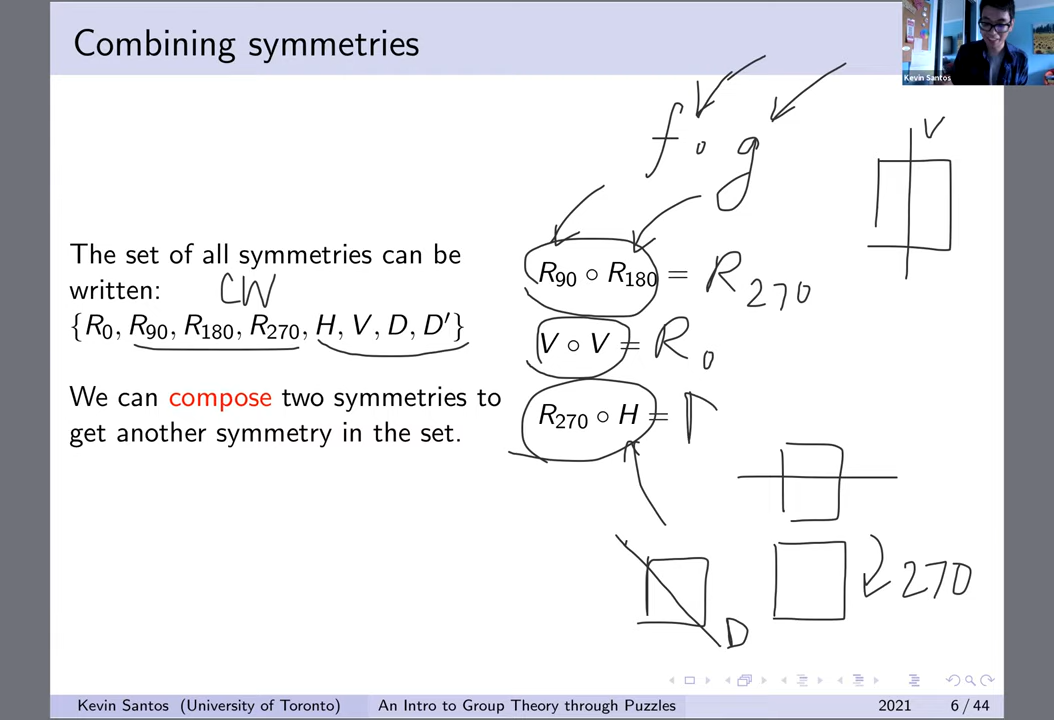 Combining symmetries
Kevin Santos
f ∘ g
V
The set of all symmetries can be
written:
CW
{R₀, R₉₀, R₁₈₀, R₂₇₀, H, V, D, D′}
We can compose two symmetries to
get another symmetry in the set.
R₉₀ ∘ R₁₈₀ = R₂₇₀
V ∘ V = R₀
R₂₇₀ ∘ H =
270
D
Kevin Santos (University of Toronto)
An Intro to Group Theory through Puzzles
2021
6 / 44